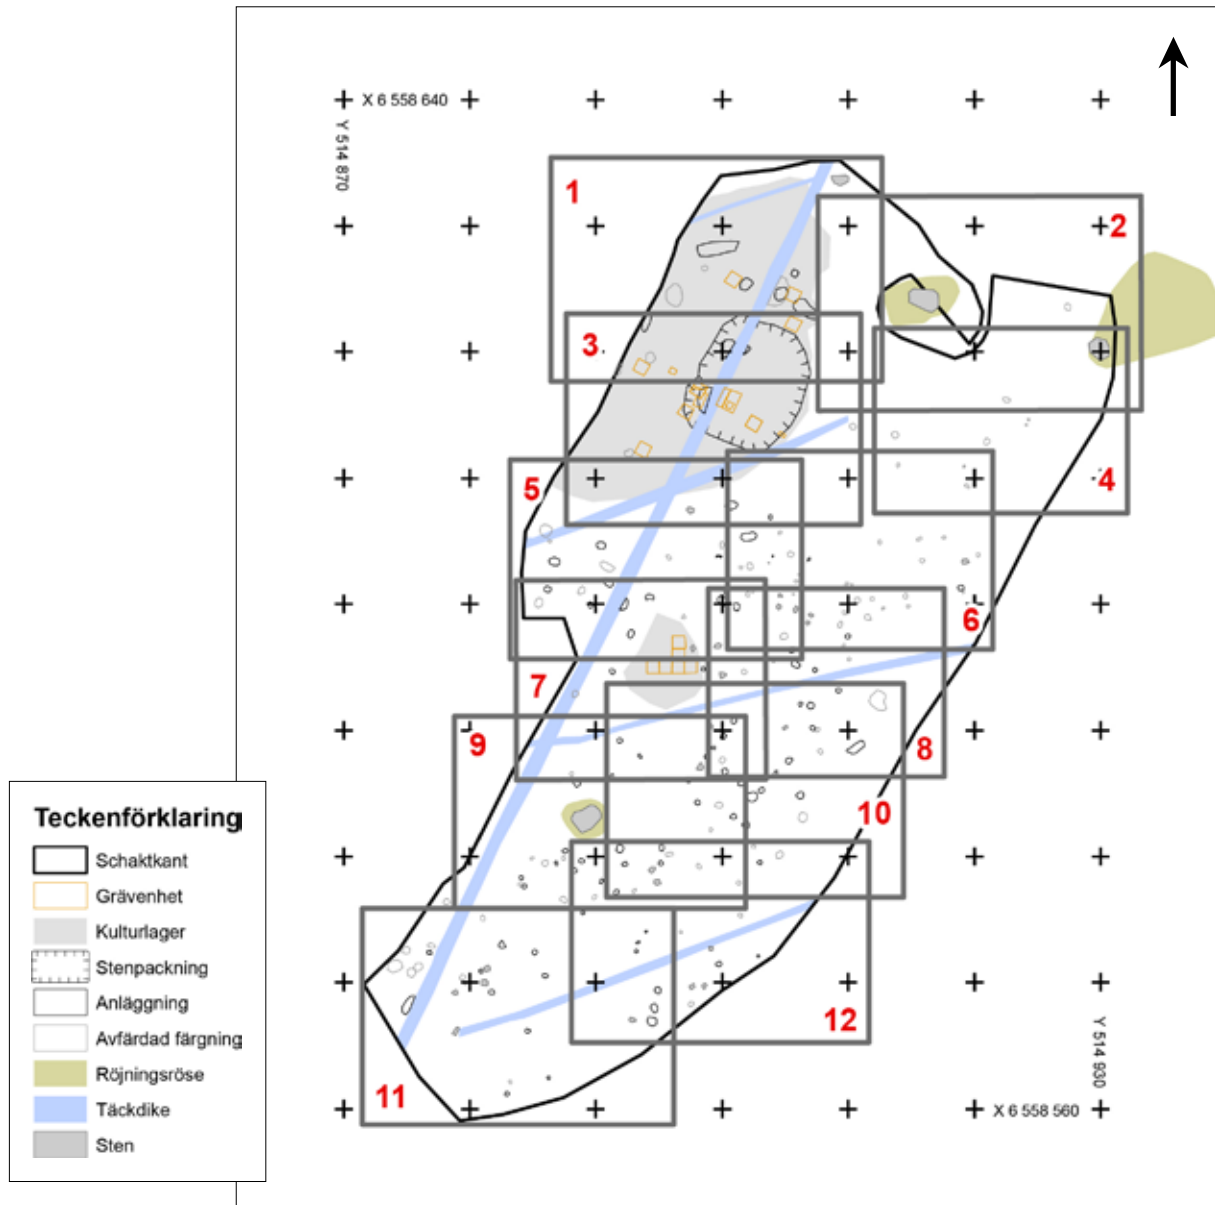 X 6 558 640
Y 514 870
1
2
3
4
5
6
7
8
9
10
11
12
Y 514 930
X 6 558 560
Teckenförklaring
Schaktkant
Grävenhet
Kulturlager
Stenpackning
Anläggning
Avfärdad färgning
Röjningsröse
Täckdike
Sten